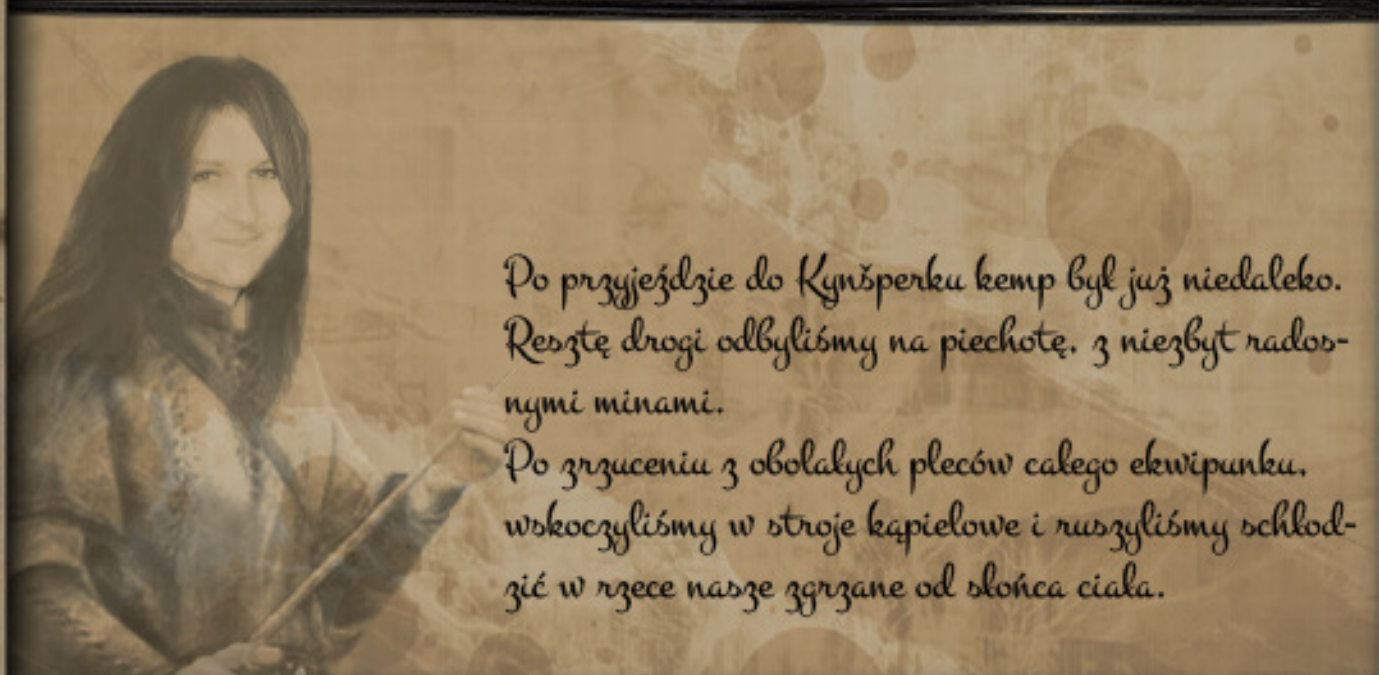 Po przyjeździe do Kynšperku kemp był już niedaleko.
Resztę drogi odbyliśmy na piechotę, z niezbyt rados-
nymi minami.
Po zrzuceniu z obolałych pleców całego ekwipunku,
wskoczyliśmy w stroje kąpielowe i ruszyliśmy schłod-
zić w rzece nasze zgrzane od słońca ciała.